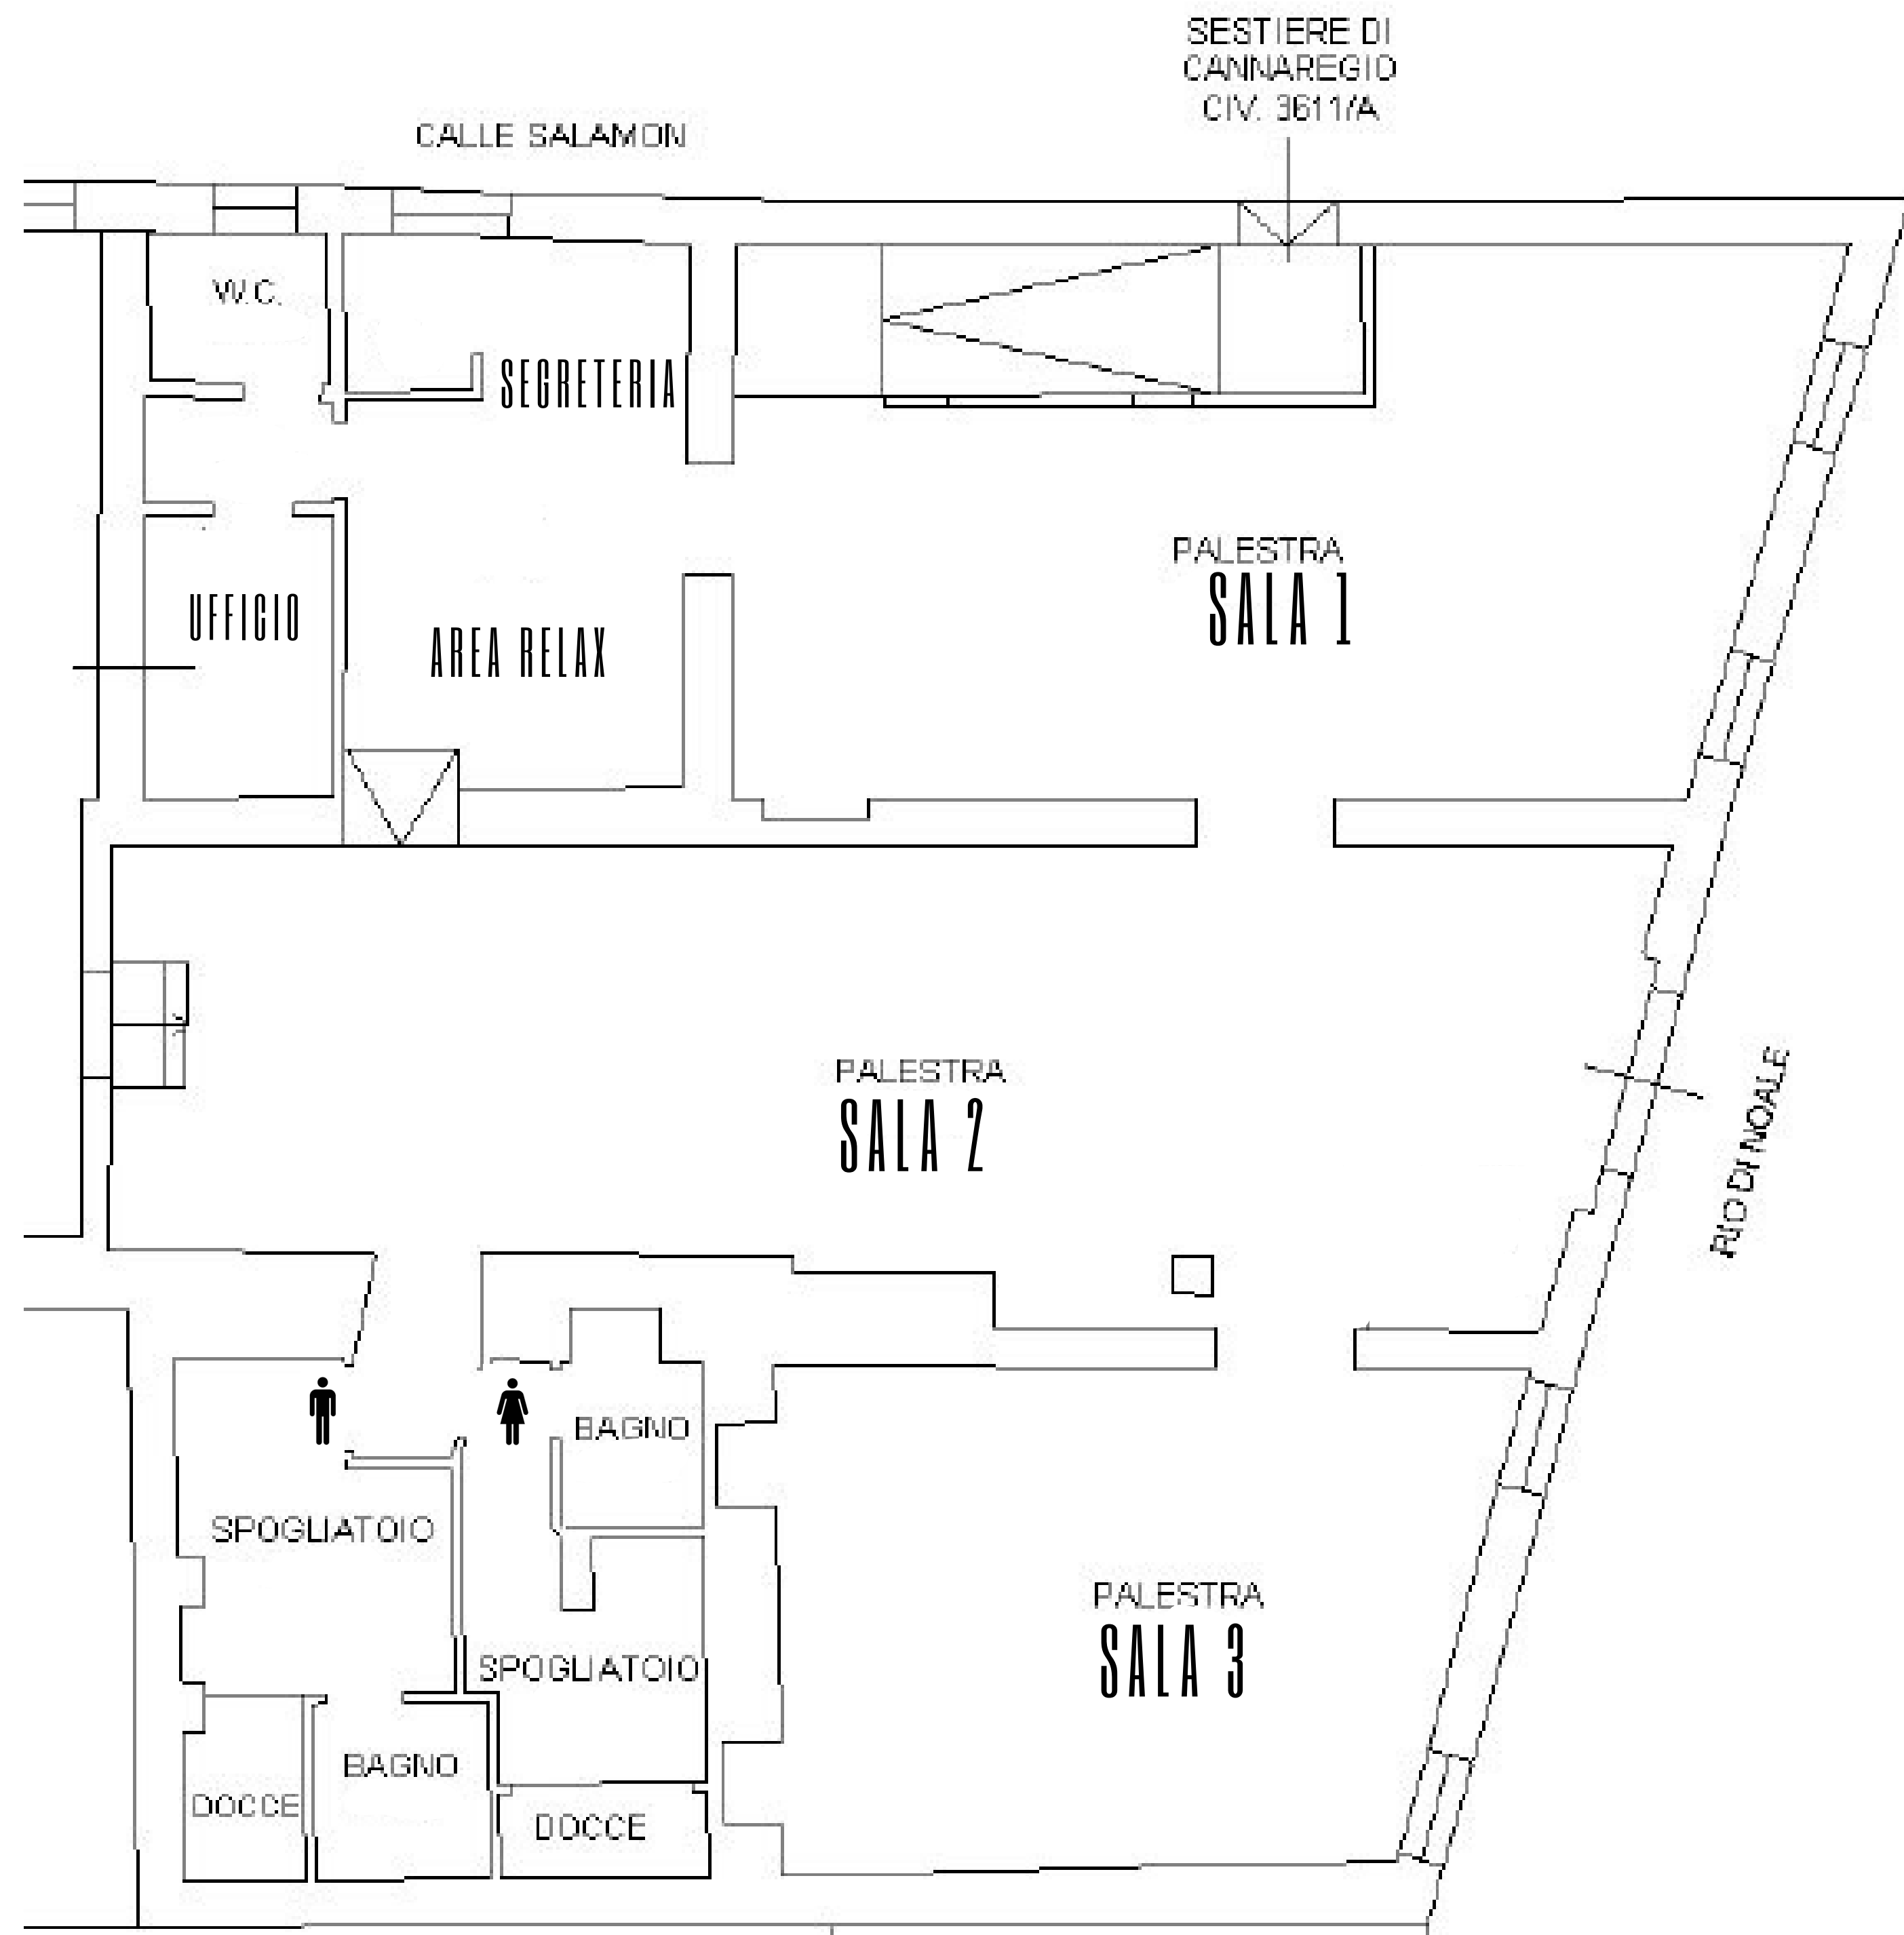 SESTIERE DI
CANNAREGIO
CIV. 3611/A
CALLE SALAMON
W.C.
SEGRETERIA
PALESTRA
SALA 1
UFFICIO
AREA RELAX
PALESTRA
SALA 2
RIO DI NOALE
BAGNO
SPOGLIATOIO
PALESTRA
SALA 3
SPOGLIATOIO
BAGNO
DOCCE
DOCCE